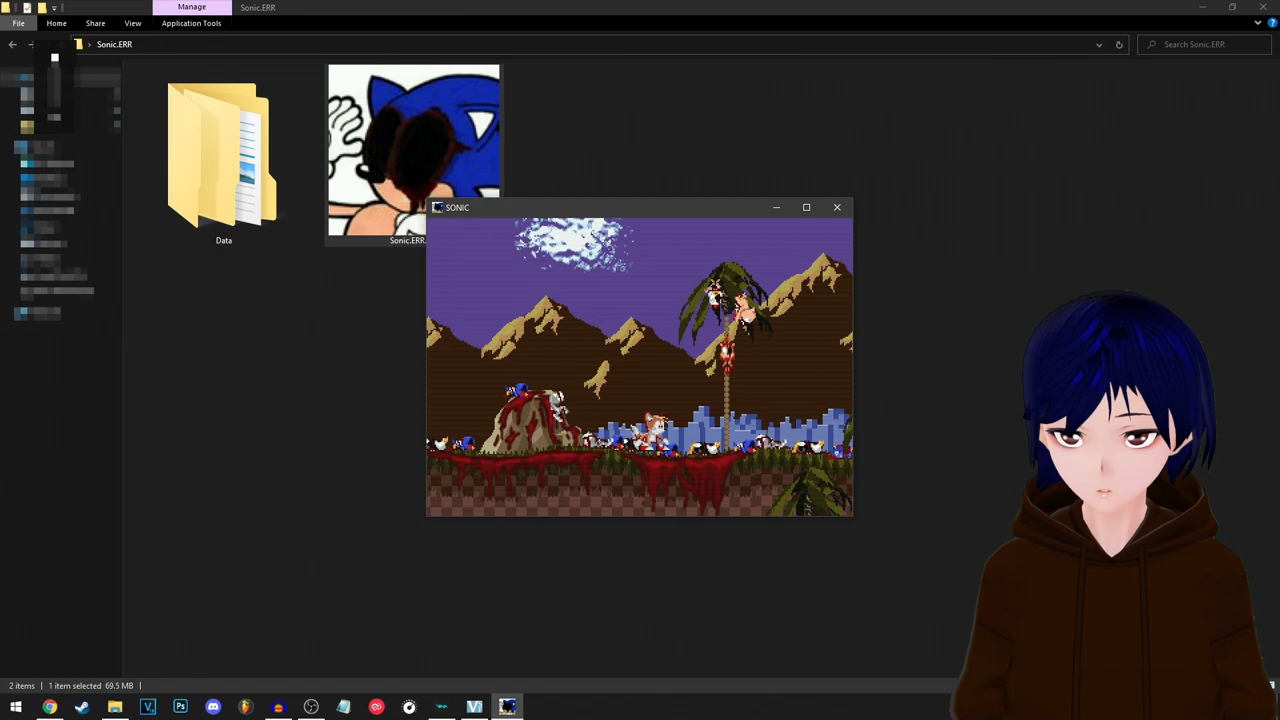 Manage
Sonic.ERR
File
Home
Share
View
Application Tools
Sonic.ERR
Search Sonic.ERR
Data
Sonic.ERR.
SONIC
2 items
1 item selected 69.5 MB
Ps